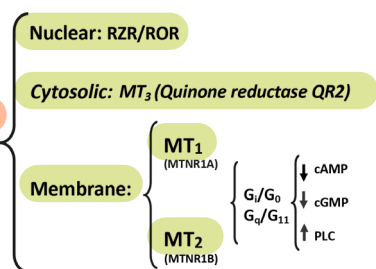 Nuclear: RZR/ROR
Cytosolic: MT₃ (Quinone reductase QR2)
Membrane:
MT₁
(MTNR1A)
MT₂
(MTNR1B)
Gᵢ/G₀
G_q/G₁₁
cAMP
cGMP
PLC